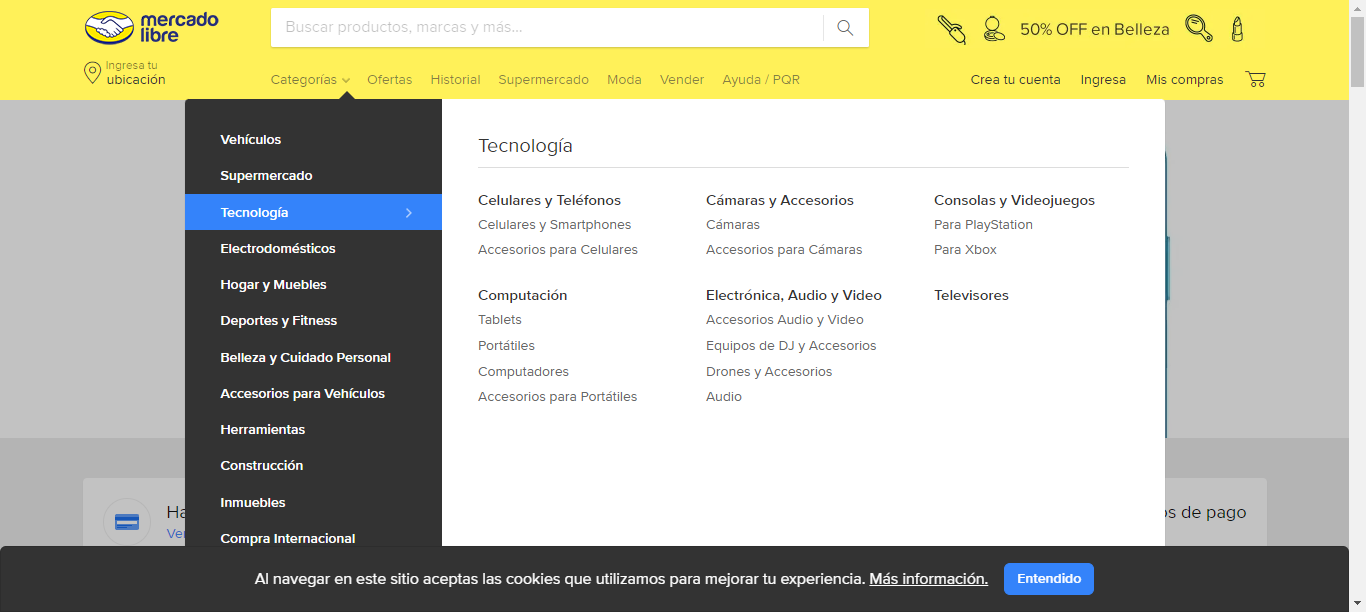 mercado
libre
Buscar productos, marcas y más...
50% OFF en Belleza
Ingresa tu
ubicación
Categorías
Ofertas
Historial
Supermercado
Moda
Vender
Ayuda / PQR
Crea tu cuenta
Ingresa
Mis compras
Vehículos
Supermercado
Tecnología
Electrodomésticos
Hogar y Muebles
Deportes y Fitness
Belleza y Cuidado Personal
Accesorios para Vehículos
Herramientas
Construcción
Inmuebles
Compra Internacional
Tecnología
Celulares y Teléfonos
Celulares y Smartphones
Accesorios para Celulares
Cámaras y Accesorios
Cámaras
Accesorios para Cámaras
Consolas y Videojuegos
Para PlayStation
Para Xbox
Computación
Tablets
Portátiles
Computadores
Accesorios para Portátiles
Electrónica, Audio y Video
Accesorios Audio y Video
Equipos de DJ y Accesorios
Drones y Accesorios
Audio
Televisores
de pago
Al navegar en este sitio aceptas las cookies que utilizamos para mejorar tu experiencia. Más información.
Entendido